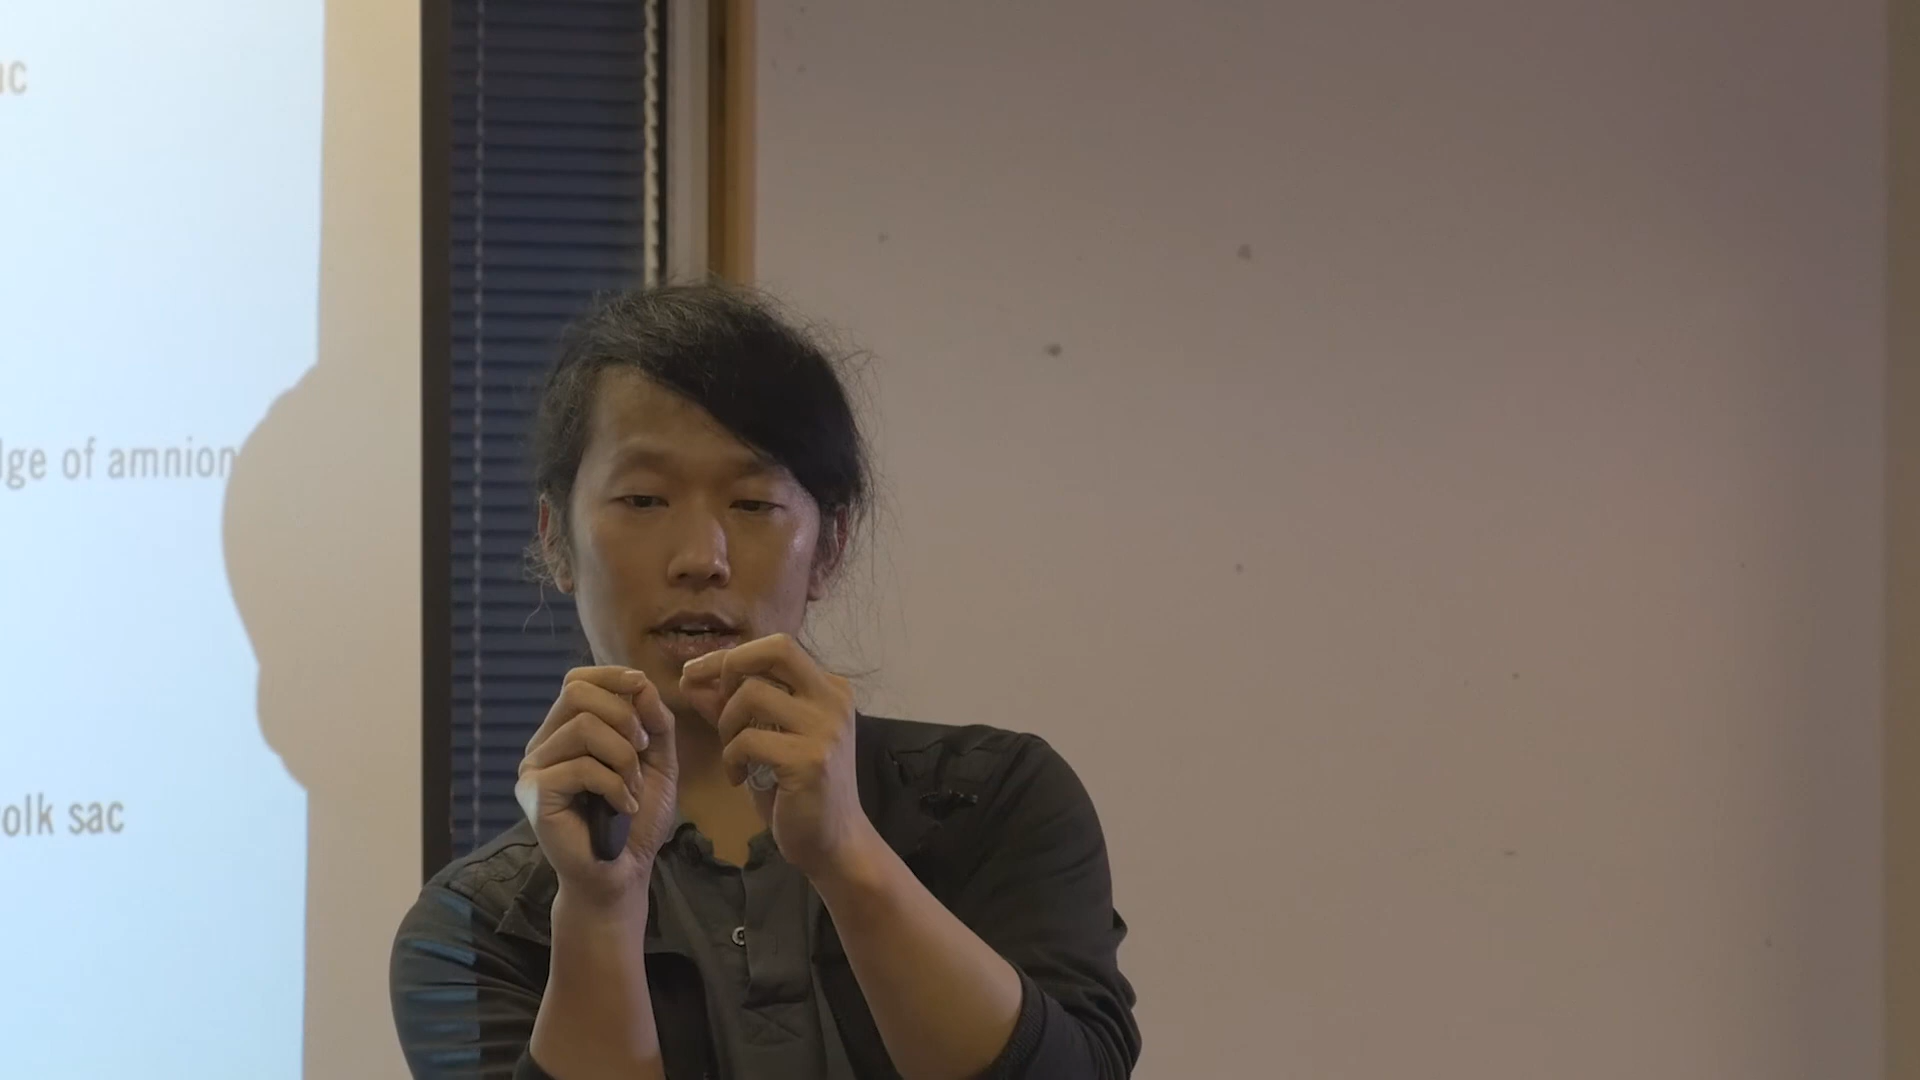 ac
dge of amnion
olk sac